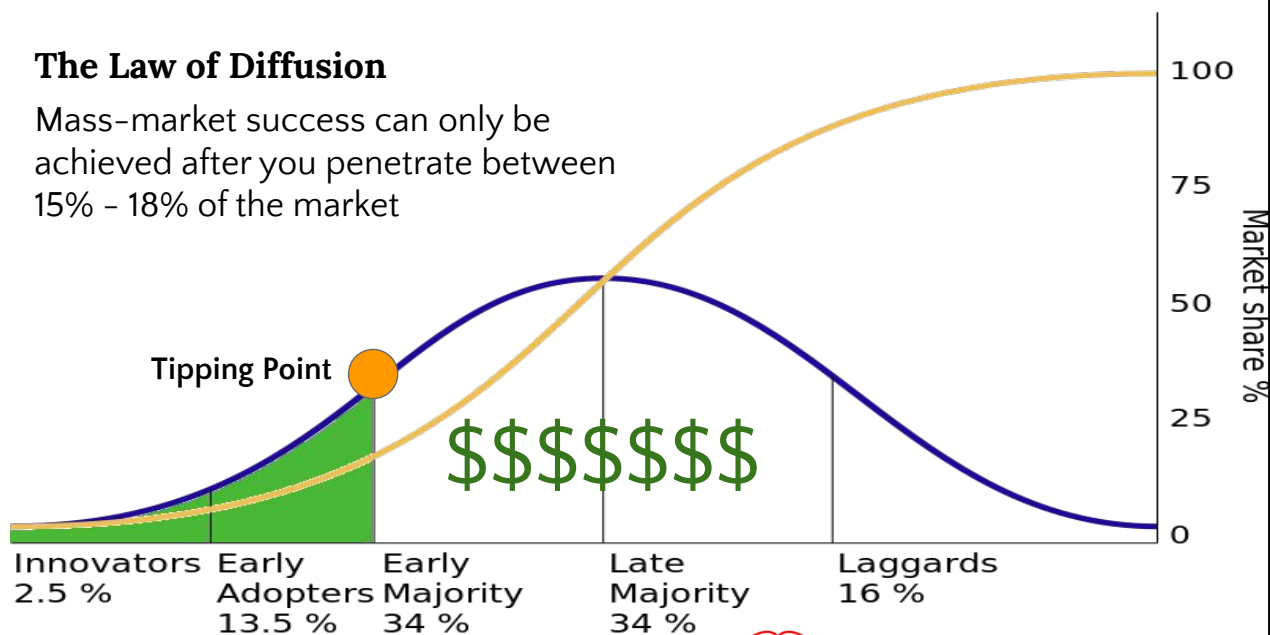 The Law of Diffusion
Mass-market success can only be
achieved after you penetrate between
15% - 18% of the market
100
75
50
25
0
Market share %
Tipping Point
$$$$$$$
Innovators
2.5 %
Early
Adopters
13.5 %
Early
Majority
34 %
Late
Majority
34 %
Laggards
16 %